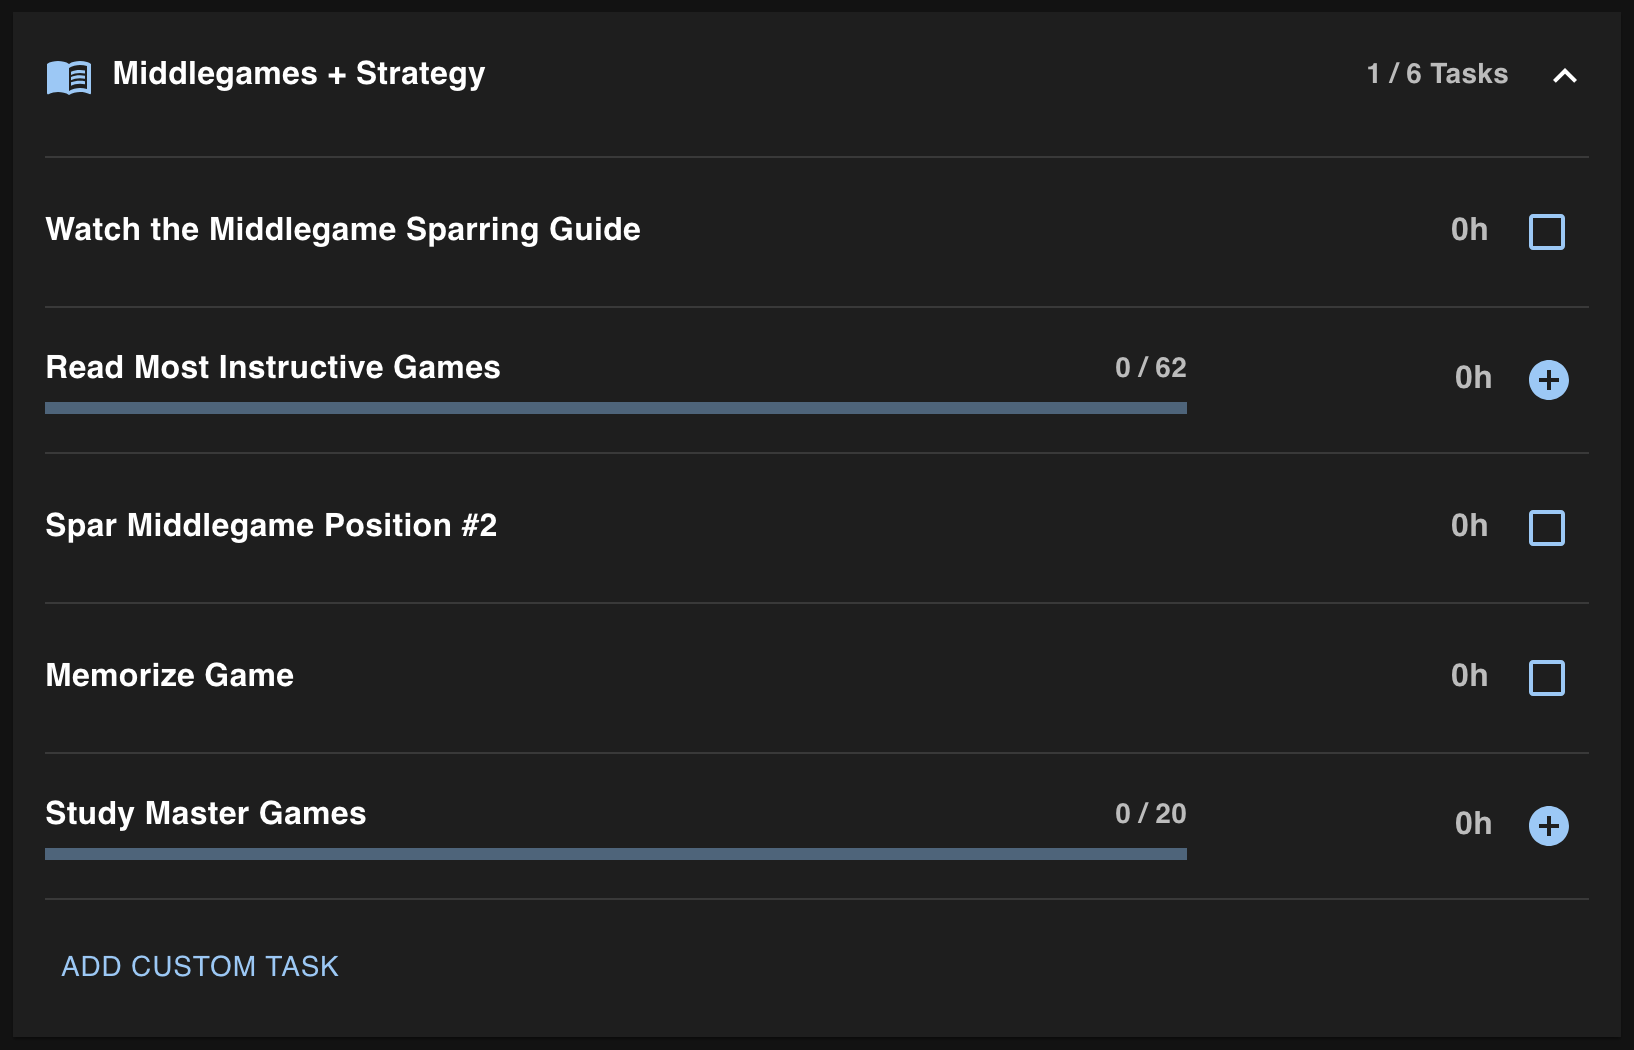 Middlegames + Strategy 1 / 6 Tasks
Watch the Middlegame Sparring Guide 0h
Read Most Instructive Games 0 / 62 0h
Spar Middlegame Position #2 0h
Memorize Game 0h
Study Master Games 0 / 20 0h
ADD CUSTOM TASK